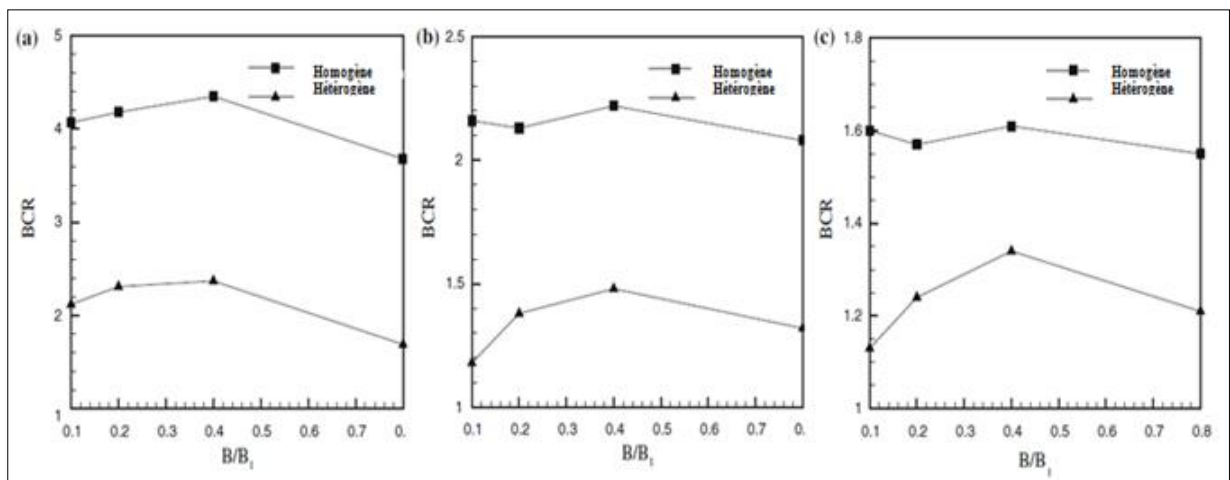 (a)
5
4
3
2
1
BCR
Homogène
Hétérogène
0.1 0.2 0.4 0.5 0.6 0.7 0.
B/B₁
(b)
2.5
2
1.5
1
BCR
Homogène
Hétérogène
0.1 0.2 0.4 0.5 0.6 0.7 0.
B/B₁
(c)
1.8
1.6
1.4
1.2
1
BCR
Homogène
Hétérogène
0.1 0.2 0.3 0.4 0.5 0.6 0.7 0.8
B/B₁